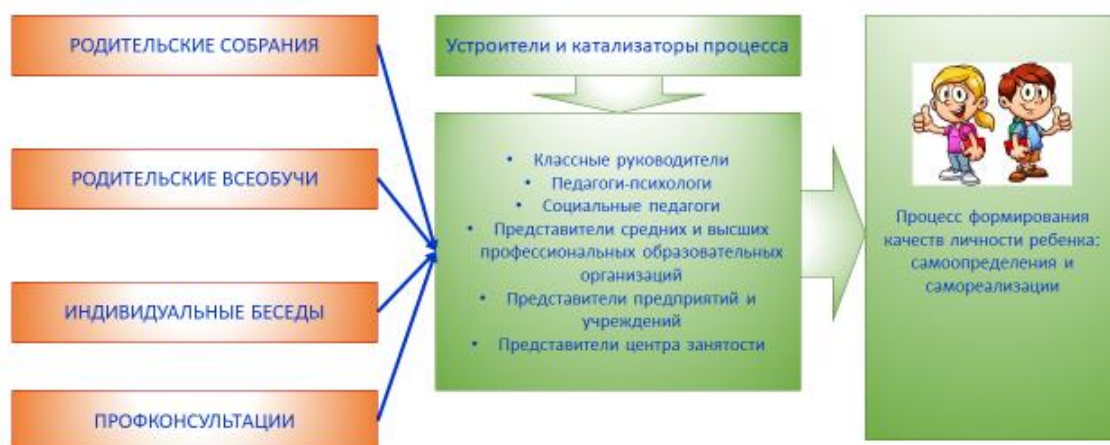 РОДИТЕЛЬСКИЕ СОБРАНИЯ
РОДИТЕЛЬСКИЕ ВСЕОБУЧИ
ИНДИВИДУАЛЬНЫЕ БЕСЕДЫ
ПРОФКОНСУЛЬТАЦИИ
Устроители и катализаторы процесса
• Классные руководители
• Педагоги-психологи
• Социальные педагоги
• Представители средних и высших
профессиональных образовательных
организаций
• Представители предприятий и
учреждений
• Представители центра занятости
Процесс формирования
качеств личности ребенка:
самоопределения и
самореализации